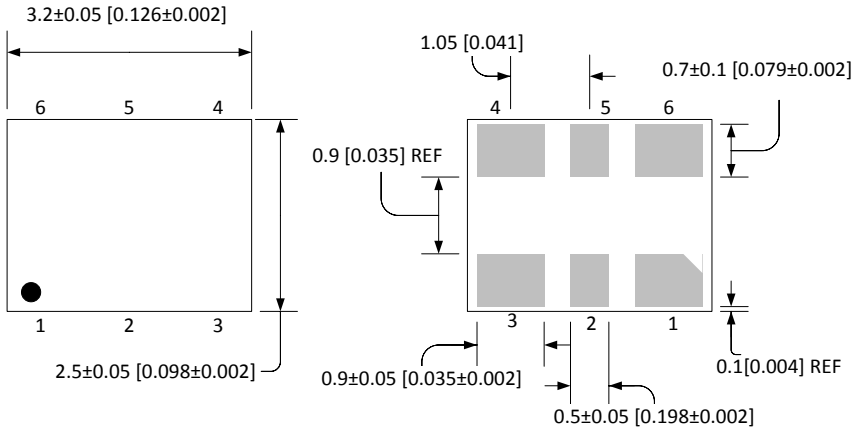 3.2±0.05 [0.126±0.002]
1.05 [0.041]
0.7±0.1 [0.079±0.002]
6 5 4
4 5 6
0.9 [0.035] REF
1 2 3
3 2 1
2.5±0.05 [0.098±0.002]
0.9±0.05 [0.035±0.002]
0.1[0.004] REF
0.5±0.05 [0.198±0.002]